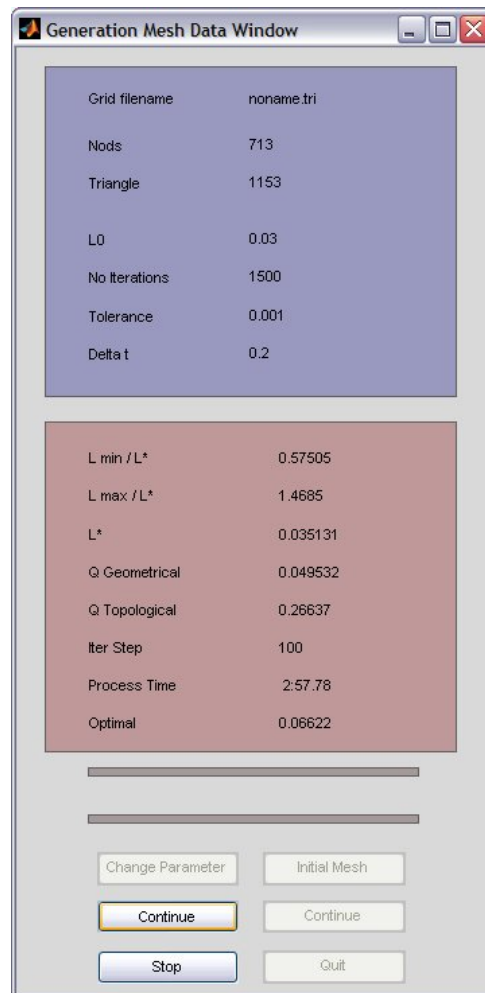 Generation Mesh Data Window
Grid filename noname.tri
Nods 713
Triangle 1153
L0 0.03
No Iterations 1500
Tolerance 0.001
Delta t 0.2
L min / L* 0.57505
L max / L* 1.4685
L* 0.035131
Q Geometrical 0.049532
Q Topological 0.26637
Iter Step 100
Process Time 2:57.78
Optimal 0.06622
Change Parameter Initial Mesh
Continue Continue
Stop Quit